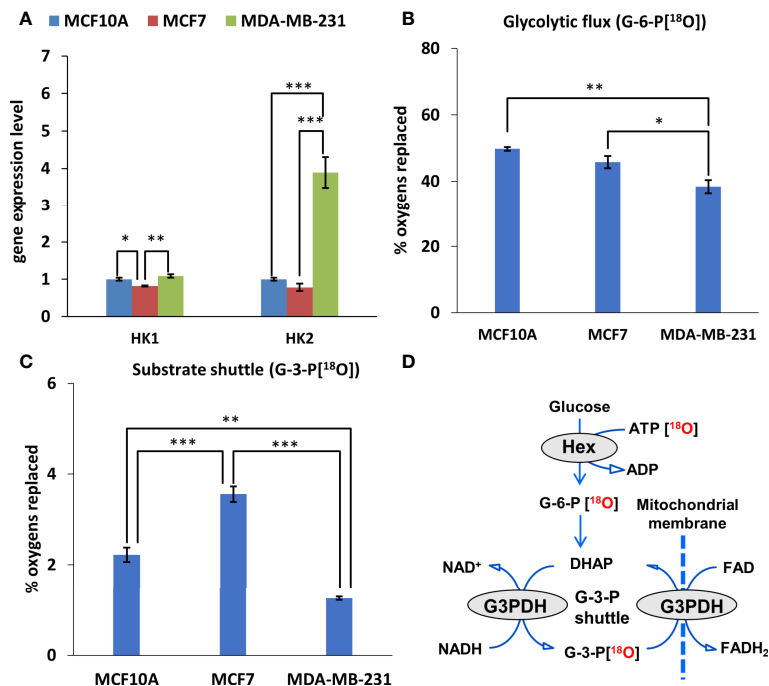 A
MCF10A MCF7 MDA-MB-231
gene expression level
7
6
5
4
3
2
1
0
***
***
*
**
HK1 HK2
B
Glycolytic flux (G-6-P[¹⁸O])
% oxygens replaced
80
60
40
20
0
**
*
MCF10A MCF7 MDA-MB-231
C
Substrate shuttle (G-3-P[¹⁸O])
% oxygens replaced
6
4
2
0
**
***
***
MCF10A MCF7 MDA-MB-231
D
Glucose
ATP [¹⁸O]
Hex
ADP
G-6-P [¹⁸O]
Mitochondrial
membrane
DHAP
NAD⁺
FAD
G3PDH
G-3-P
shuttle
G3PDH
NADH
G-3-P[¹⁸O]
FADH₂